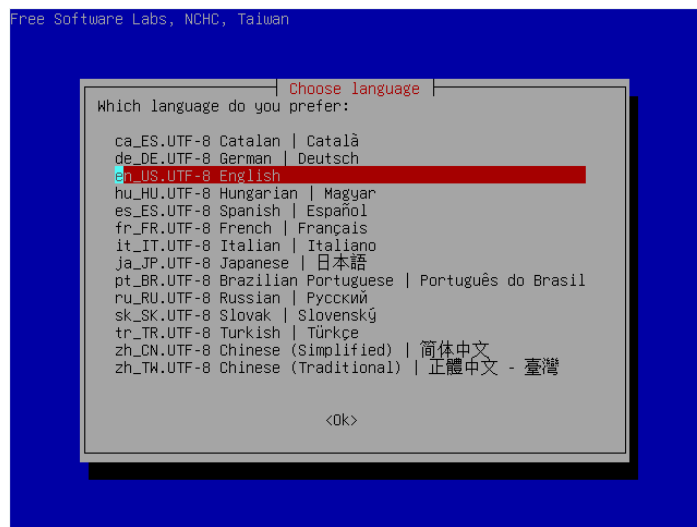 Free Software Labs, NCHC, Taiwan
Choose language
Which language do you prefer:
ca_ES.UTF-8 Catalan | Català
de_DE.UTF-8 German | Deutsch
en_US.UTF-8 English
hu_HU.UTF-8 Hungarian | Magyar
es_ES.UTF-8 Spanish | Español
fr_FR.UTF-8 French | Français
it_IT.UTF-8 Italian | Italiano
ja_JP.UTF-8 Japanese | 日本語
pt_BR.UTF-8 Brazilian Portuguese | Português do Brasil
ru_RU.UTF-8 Russian | Русский
sk_SK.UTF-8 Slovak | Slovenský
tr_TR.UTF-8 Turkish | Türkçe
zh_CN.UTF-8 Chinese (Simplified) | 简体中文
zh_TW.UTF-8 Chinese (Traditional) | 正體中文 - 臺灣
<Ok>